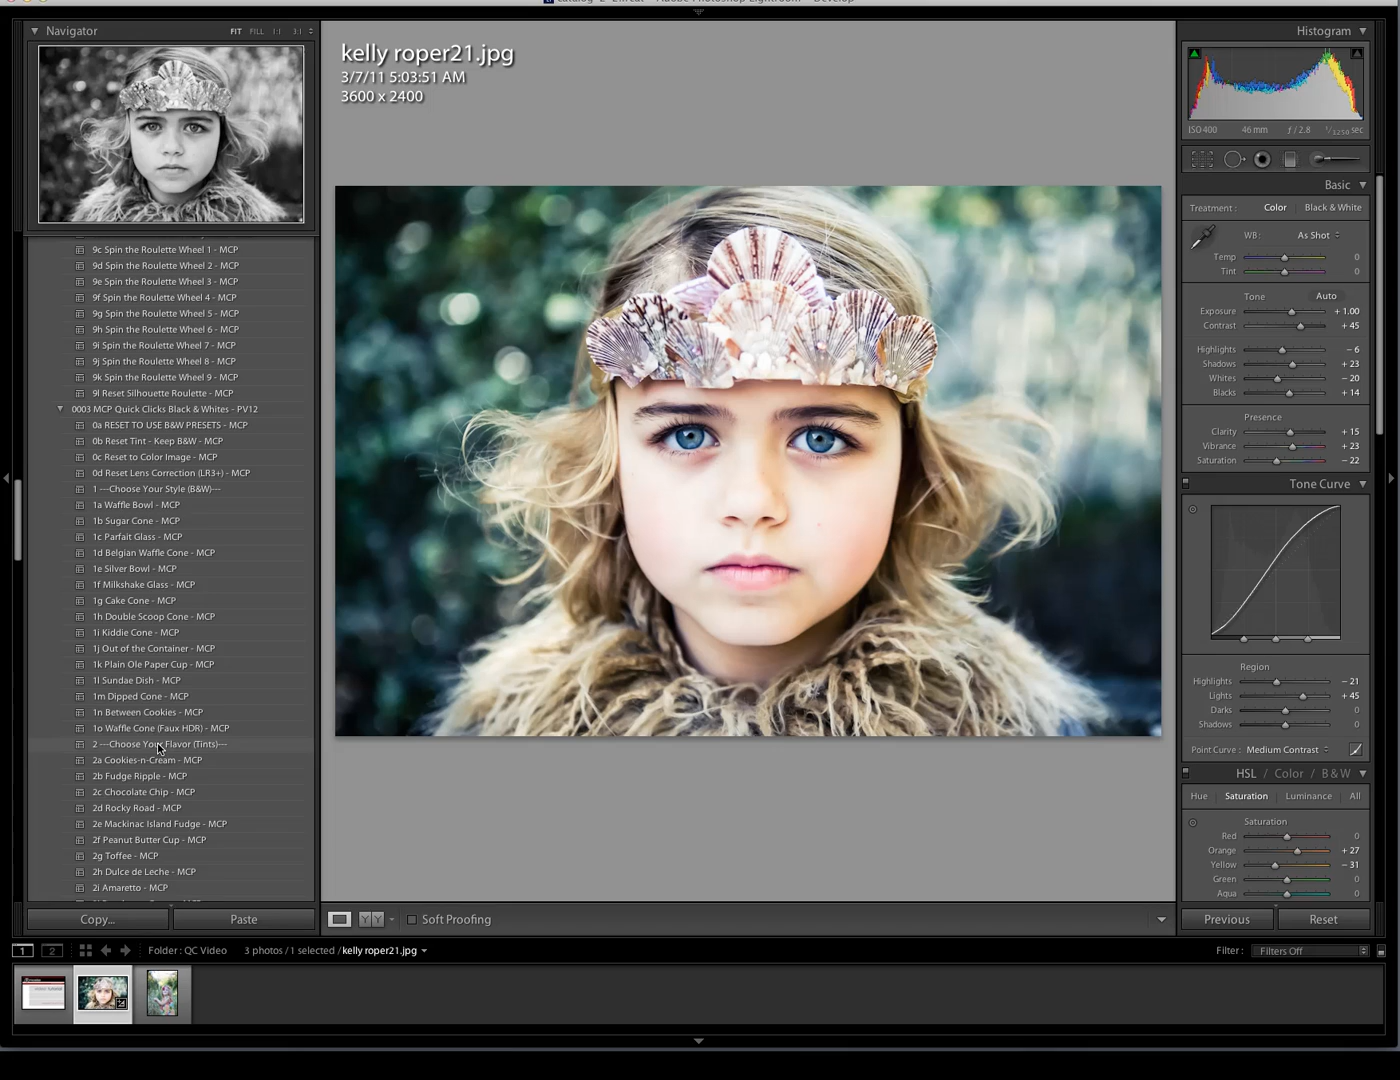 Navigator FIT FILL 1:1 3:1
9c Spin the Roulette Wheel 1 - MCP
9d Spin the Roulette Wheel 2 - MCP
9e Spin the Roulette Wheel 3 - MCP
9f Spin the Roulette Wheel 4 - MCP
9g Spin the Roulette Wheel 5 - MCP
9h Spin the Roulette Wheel 6 - MCP
9i Spin the Roulette Wheel 7 - MCP
9j Spin the Roulette Wheel 8 - MCP
9k Spin the Roulette Wheel 9 - MCP
9l Reset Silhouette Roulette - MCP
0003 MCP Quick Clicks Black & Whites - PV12
0a RESET TO USE B&W PRESETS - MCP
0b Reset Tint - Keep B&W - MCP
0c Reset to Color Image - MCP
0d Reset Lens Correction (LR3+) - MCP
1 ---Choose Your Style (B&W)---
1a Waffle Bowl - MCP
1b Sugar Cone - MCP
1c Parfait Glass - MCP
1d Belgian Waffle Cone - MCP
1e Silver Bowl - MCP
1f Milkshake Glass - MCP
1g Cake Cone - MCP
1h Double Scoop Cone - MCP
1i Kiddie Cone - MCP
1j Out of the Container - MCP
1k Plain Ole Paper Cup - MCP
1l Sundae Dish - MCP
1m Dipped Cone - MCP
1n Between Cookies - MCP
1o Waffle Cone (Faux HDR) - MCP
2 ---Choose Your Flavor (Tints)---
2a Cookies-n-Cream - MCP
2b Fudge Ripple - MCP
2c Chocolate Chip - MCP
2d Rocky Road - MCP
2e Mackinac Island Fudge - MCP
2f Peanut Butter Cup - MCP
2g Toffee - MCP
2h Dulce de Leche - MCP
2i Amaretto - MCP
Copy... Paste
kelly roper21.jpg
3/7/11 5:03:51 AM
3600 x 2400
Soft Proofing
Histogram
ISO 400 46 mm ƒ / 2.8 1/1250 sec
Basic
Treatment : Color Black & White
WB : As Shot
Temp 0
Tint 0
Tone Auto
Exposure + 1.00
Contrast + 45
Highlights - 6
Shadows + 23
Whites - 20
Blacks + 14
Presence
Clarity + 15
Vibrance + 23
Saturation - 22
Tone Curve
Region
Highlights - 21
Lights + 45
Darks 0
Shadows 0
Point Curve : Medium Contrast
HSL / Color / B & W
Hue Saturation Luminance All
Saturation
Red 0
Orange + 27
Yellow - 31
Green 0
Aqua 0
Previous Reset
1 2 Folder : QC Video 3 photos / 1 selected / kelly roper21.jpg Filter : Filters Off